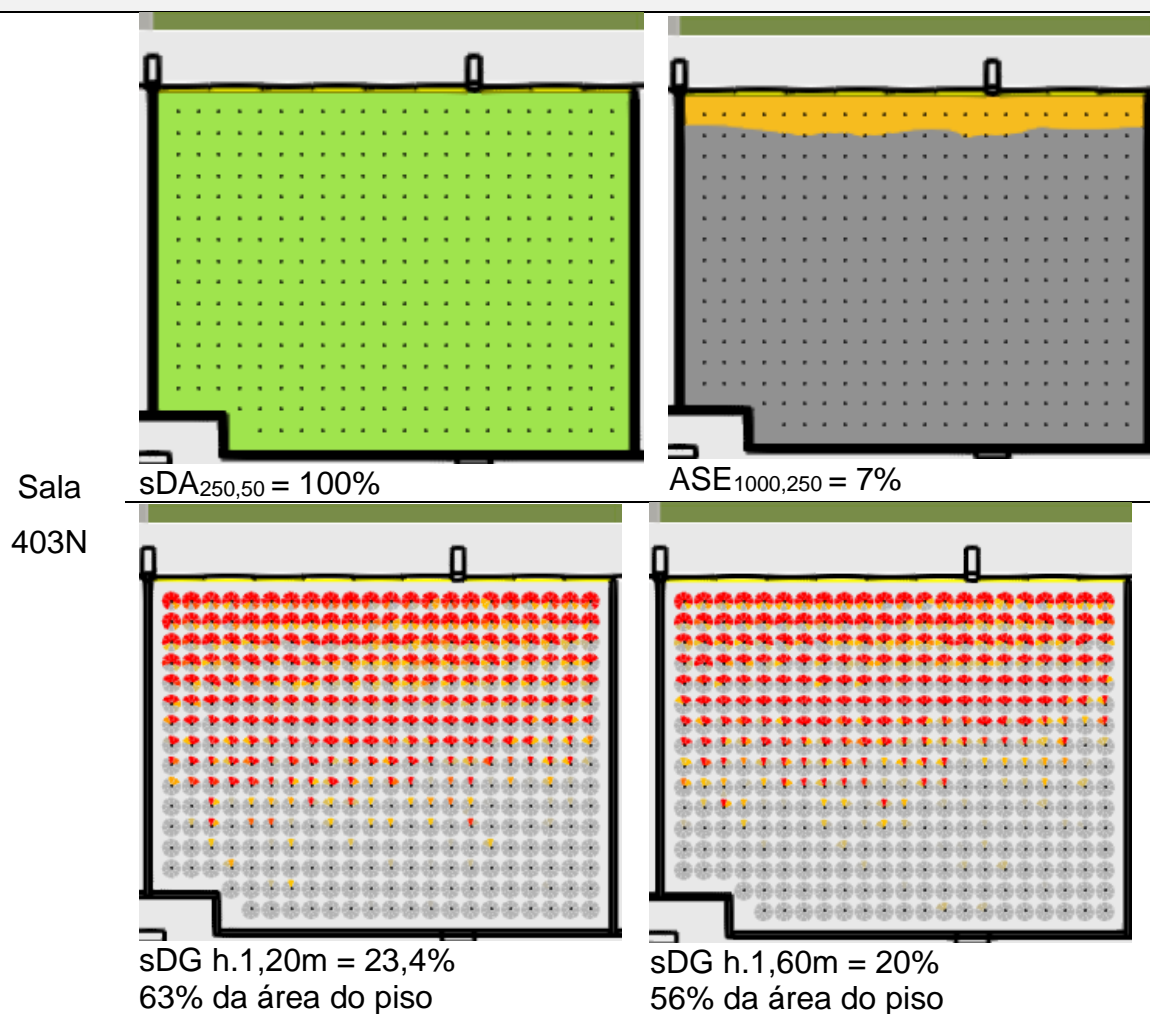 Sala
403N
sDA250,50 = 100%
ASE1000,250 = 7%
sDG h.1,20m = 23,4%
63% da área do piso
sDG h.1,60m = 20%
56% da área do piso